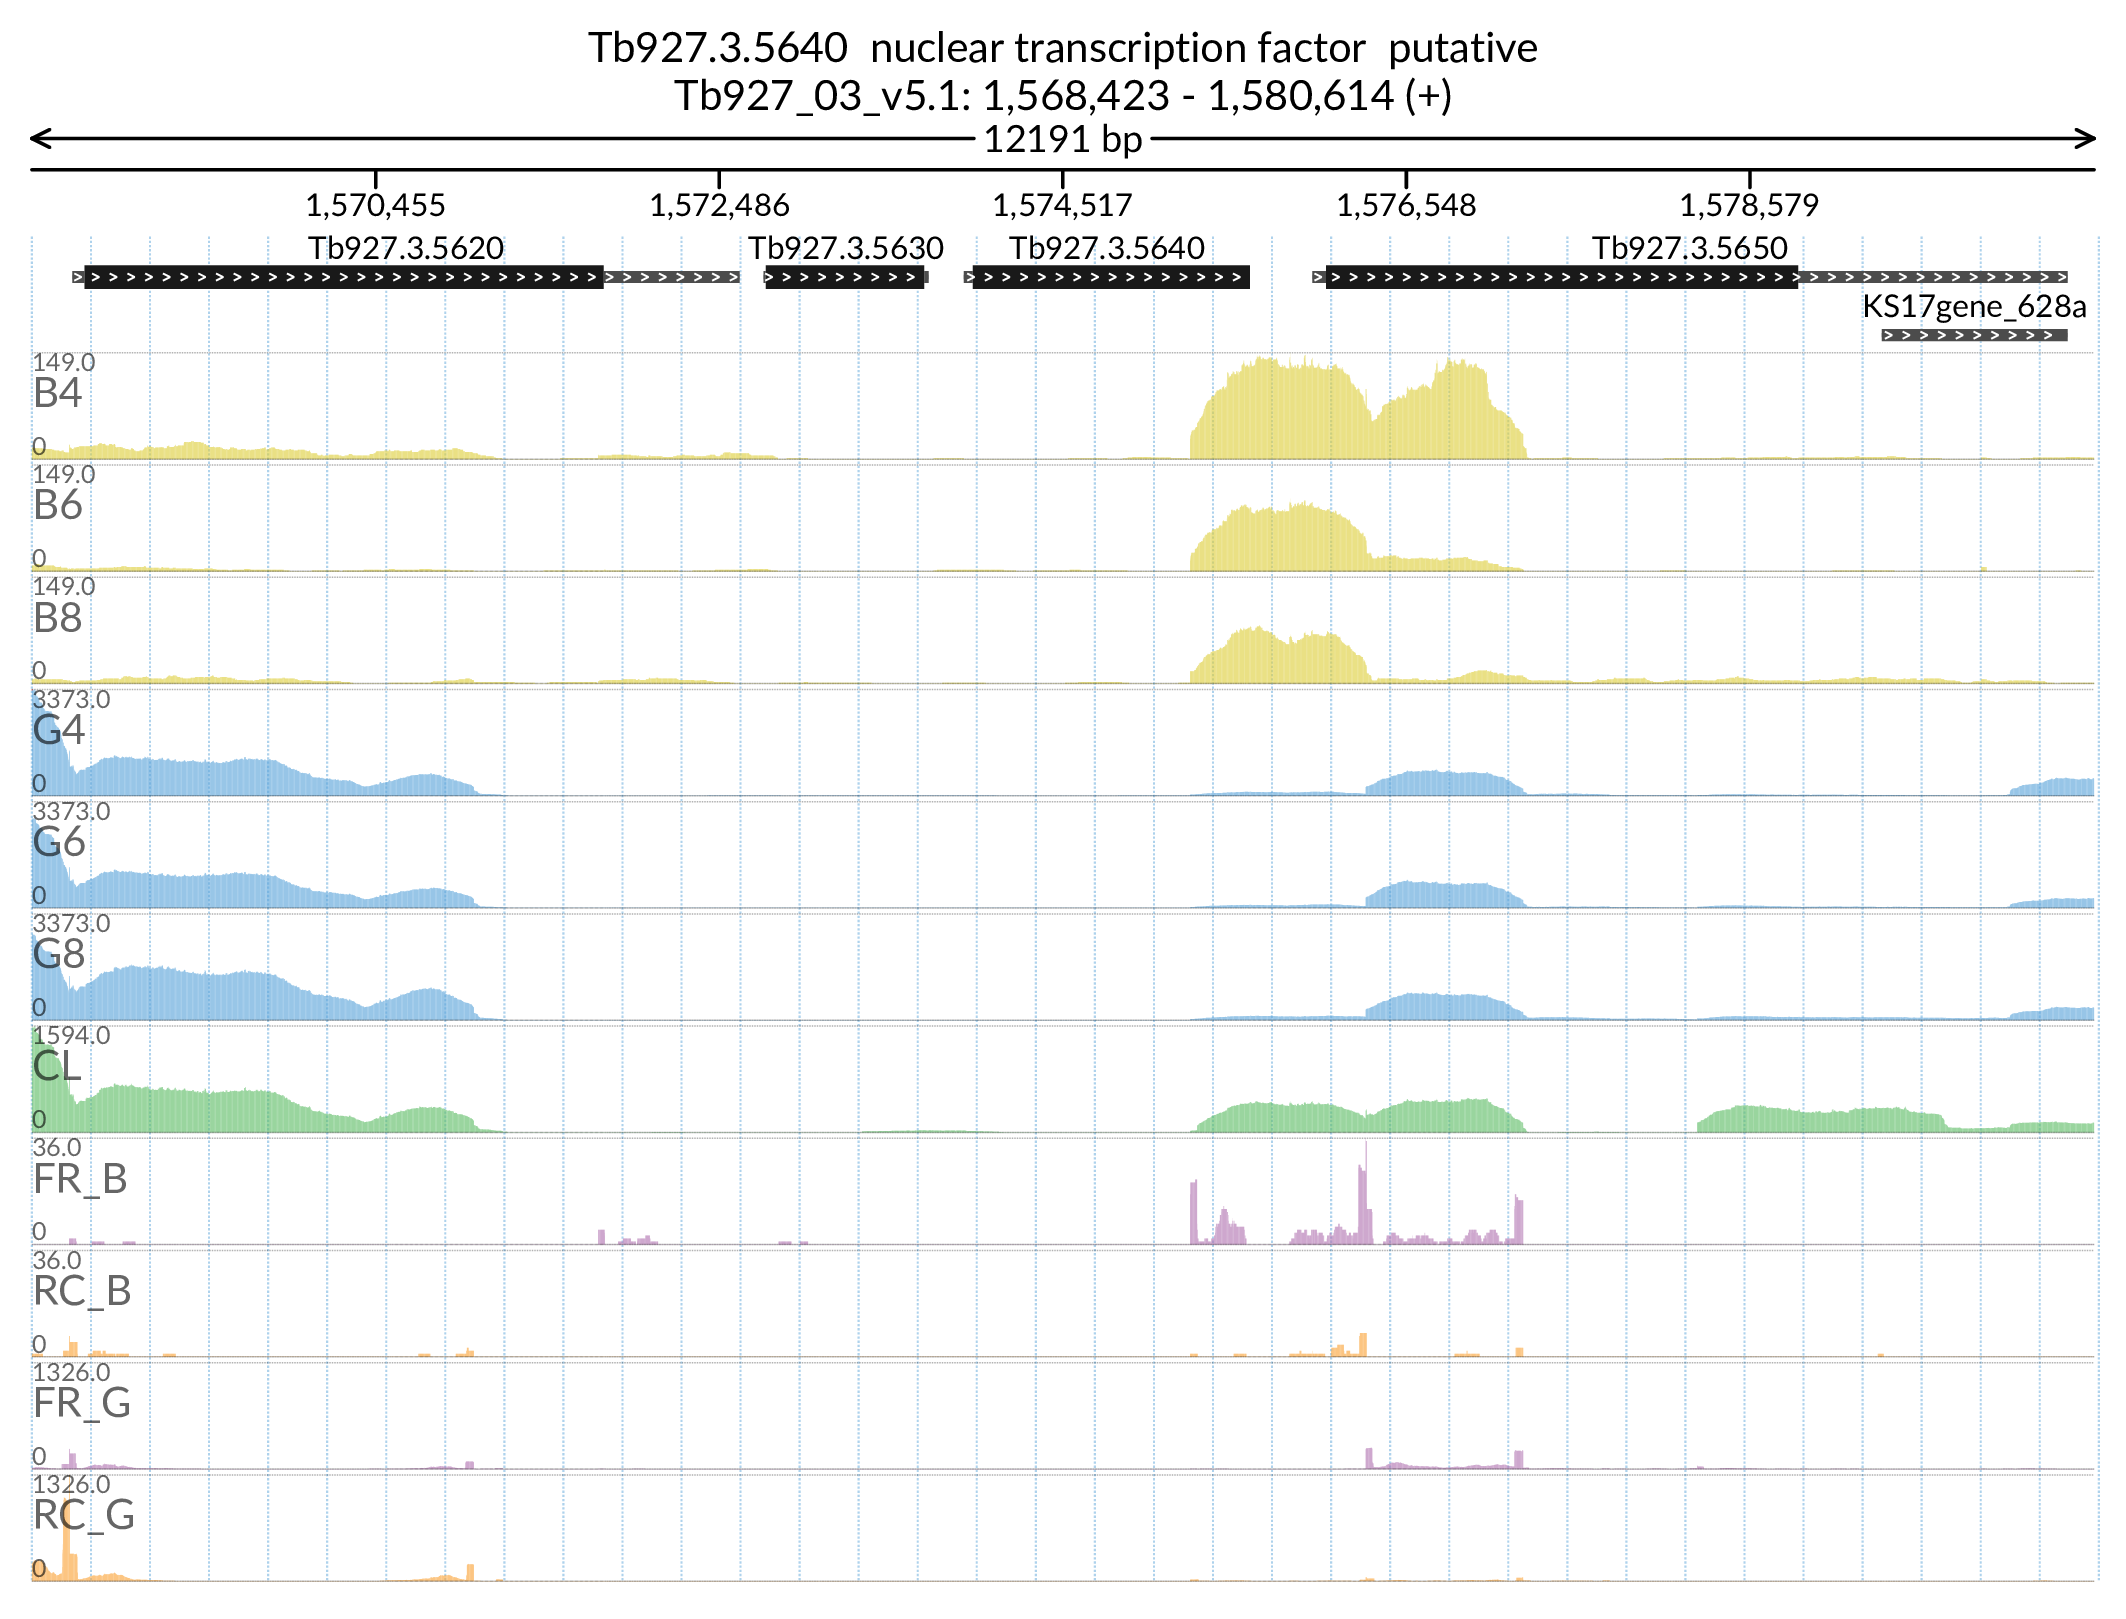 Tb927.3.5640 nuclear transcription factor putative
Tb927_03_v5.1: 1,568,423 - 1,580,614 (+)
12191 bp
1,570,455 1,572,486 1,574,517 1,576,548 1,578,579
Tb927.3.5620 Tb927.3.5630 Tb927.3.5640 Tb927.3.5650
KS17gene_628a
149.0
B4
0
149.0
B6
0
149.0
B8
0
3373.0
G4
0
3373.0
G6
0
3373.0
G8
0
1594.0
CL
0
36.0
FR_B
0
36.0
RC_B
0
1326.0
FR_G
0
1326.0
RC_G
0